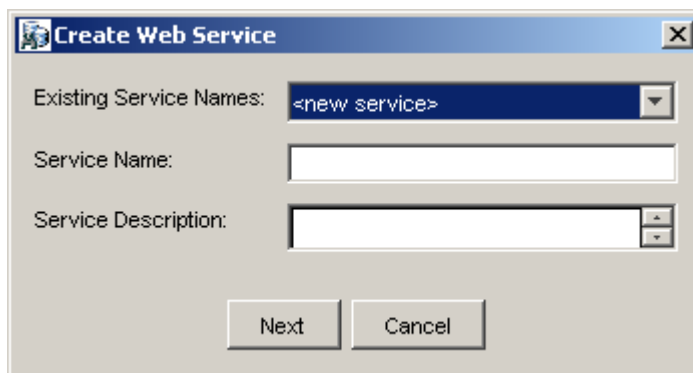 Create Web Service
Existing Service Names: <new service>
Service Name:
Service Description:
Next Cancel